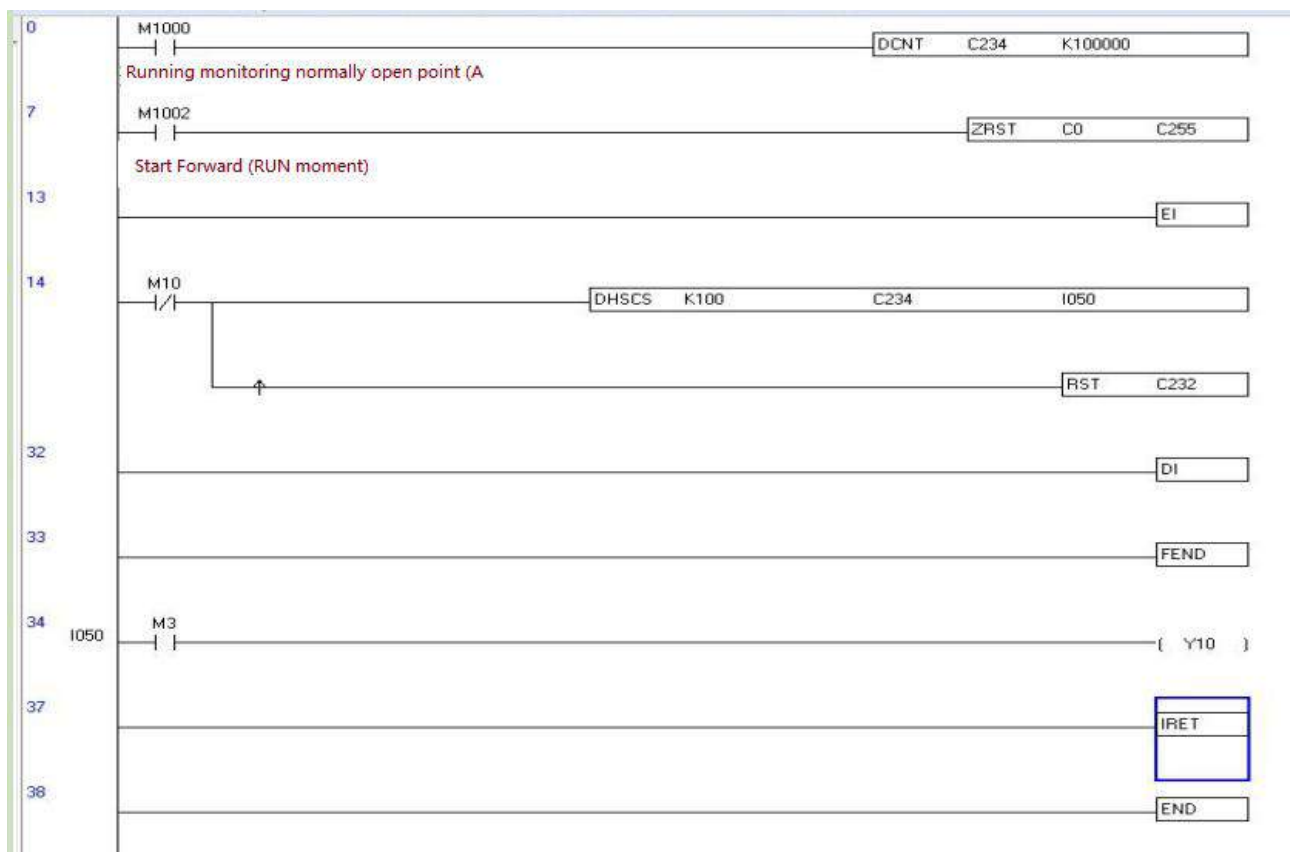 0 M1000 DCNT C234 K100000
Running monitoring normally open point (A
7 M1002 ZRST C0 C255
Start Forward (RUN moment)
13 EI
14 M10 DHSCS K100 C234 I050
RST C232
32 DI
33 FEND
34 I050 M3 Y10
37 IRET
38 END